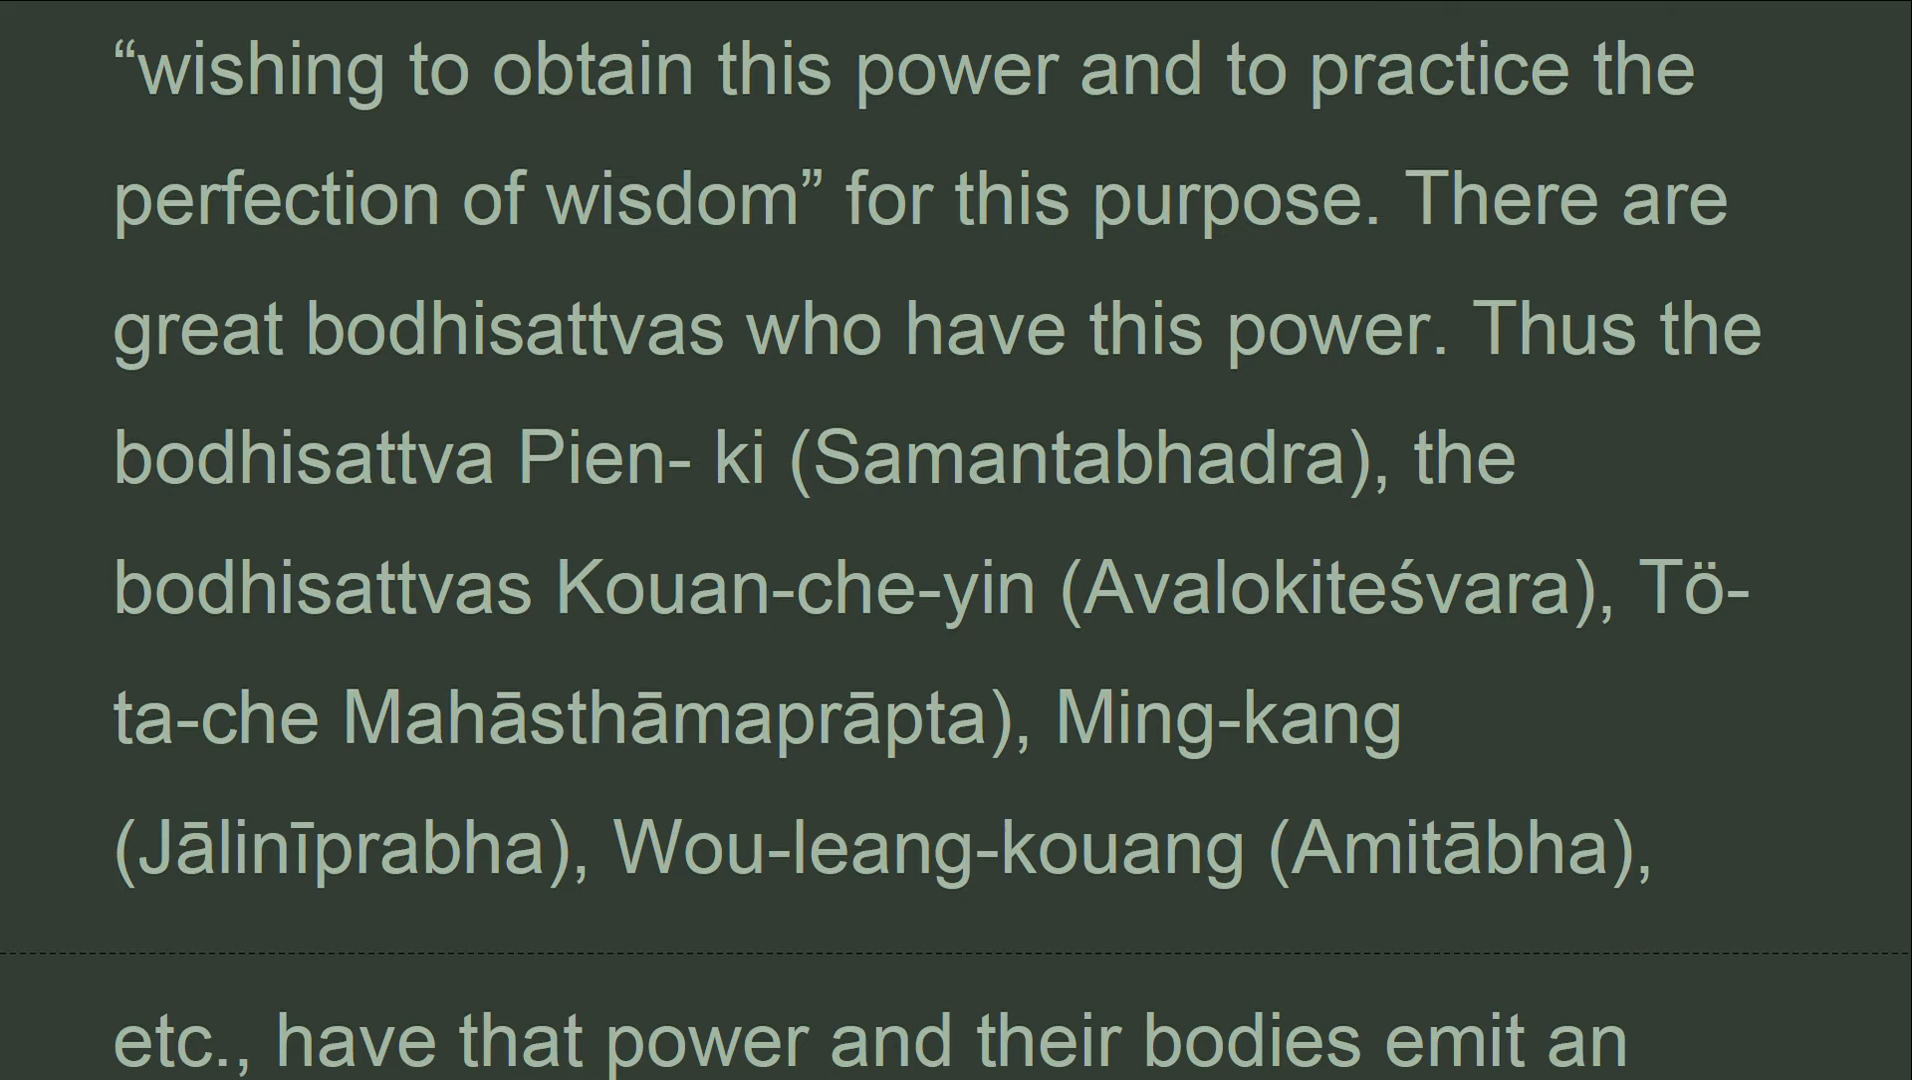 “wishing to obtain this power and to practice the
perfection of wisdom” for this purpose. There are
great bodhisattvas who have this power. Thus the
bodhisattva Pien- ki (Samantabhadra), the
bodhisattvas Kouan-che-yin (Avalokiteśvara), Tö-
ta-che Mahāsthāmaprāpta), Ming-kang
(Jālinīprabha), Wou-leang-kouang (Amitābha),
etc., have that power and their bodies emit an